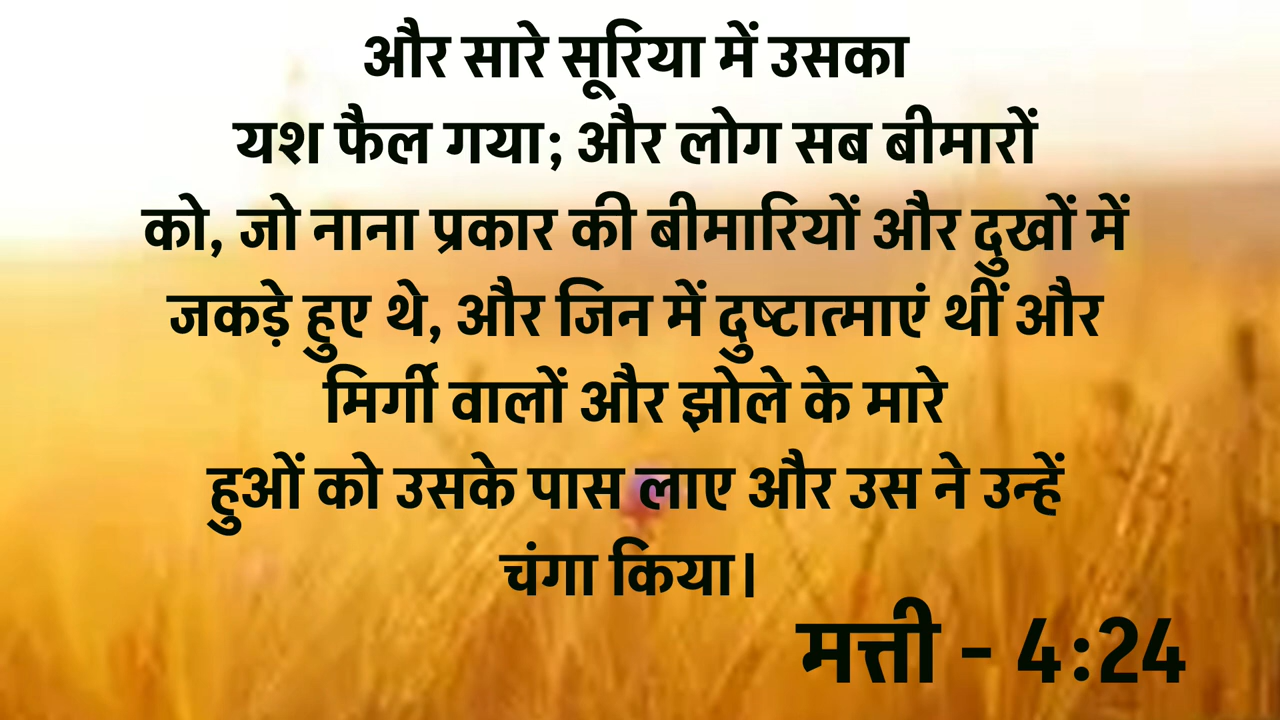 और सारे सूरिया में उसका
यश फैल गया; और लोग सब बीमारों
को, जो नाना प्रकार की बीमारियों और दुखों में
जकड़े हुए थे, और जिन में दुष्टात्माएं थीं और
मिर्गी वालों और झोले के मारे
हुओं को उसके पास लाए और उस ने उन्हें
चंगा किया।
मत्ती - 4:24